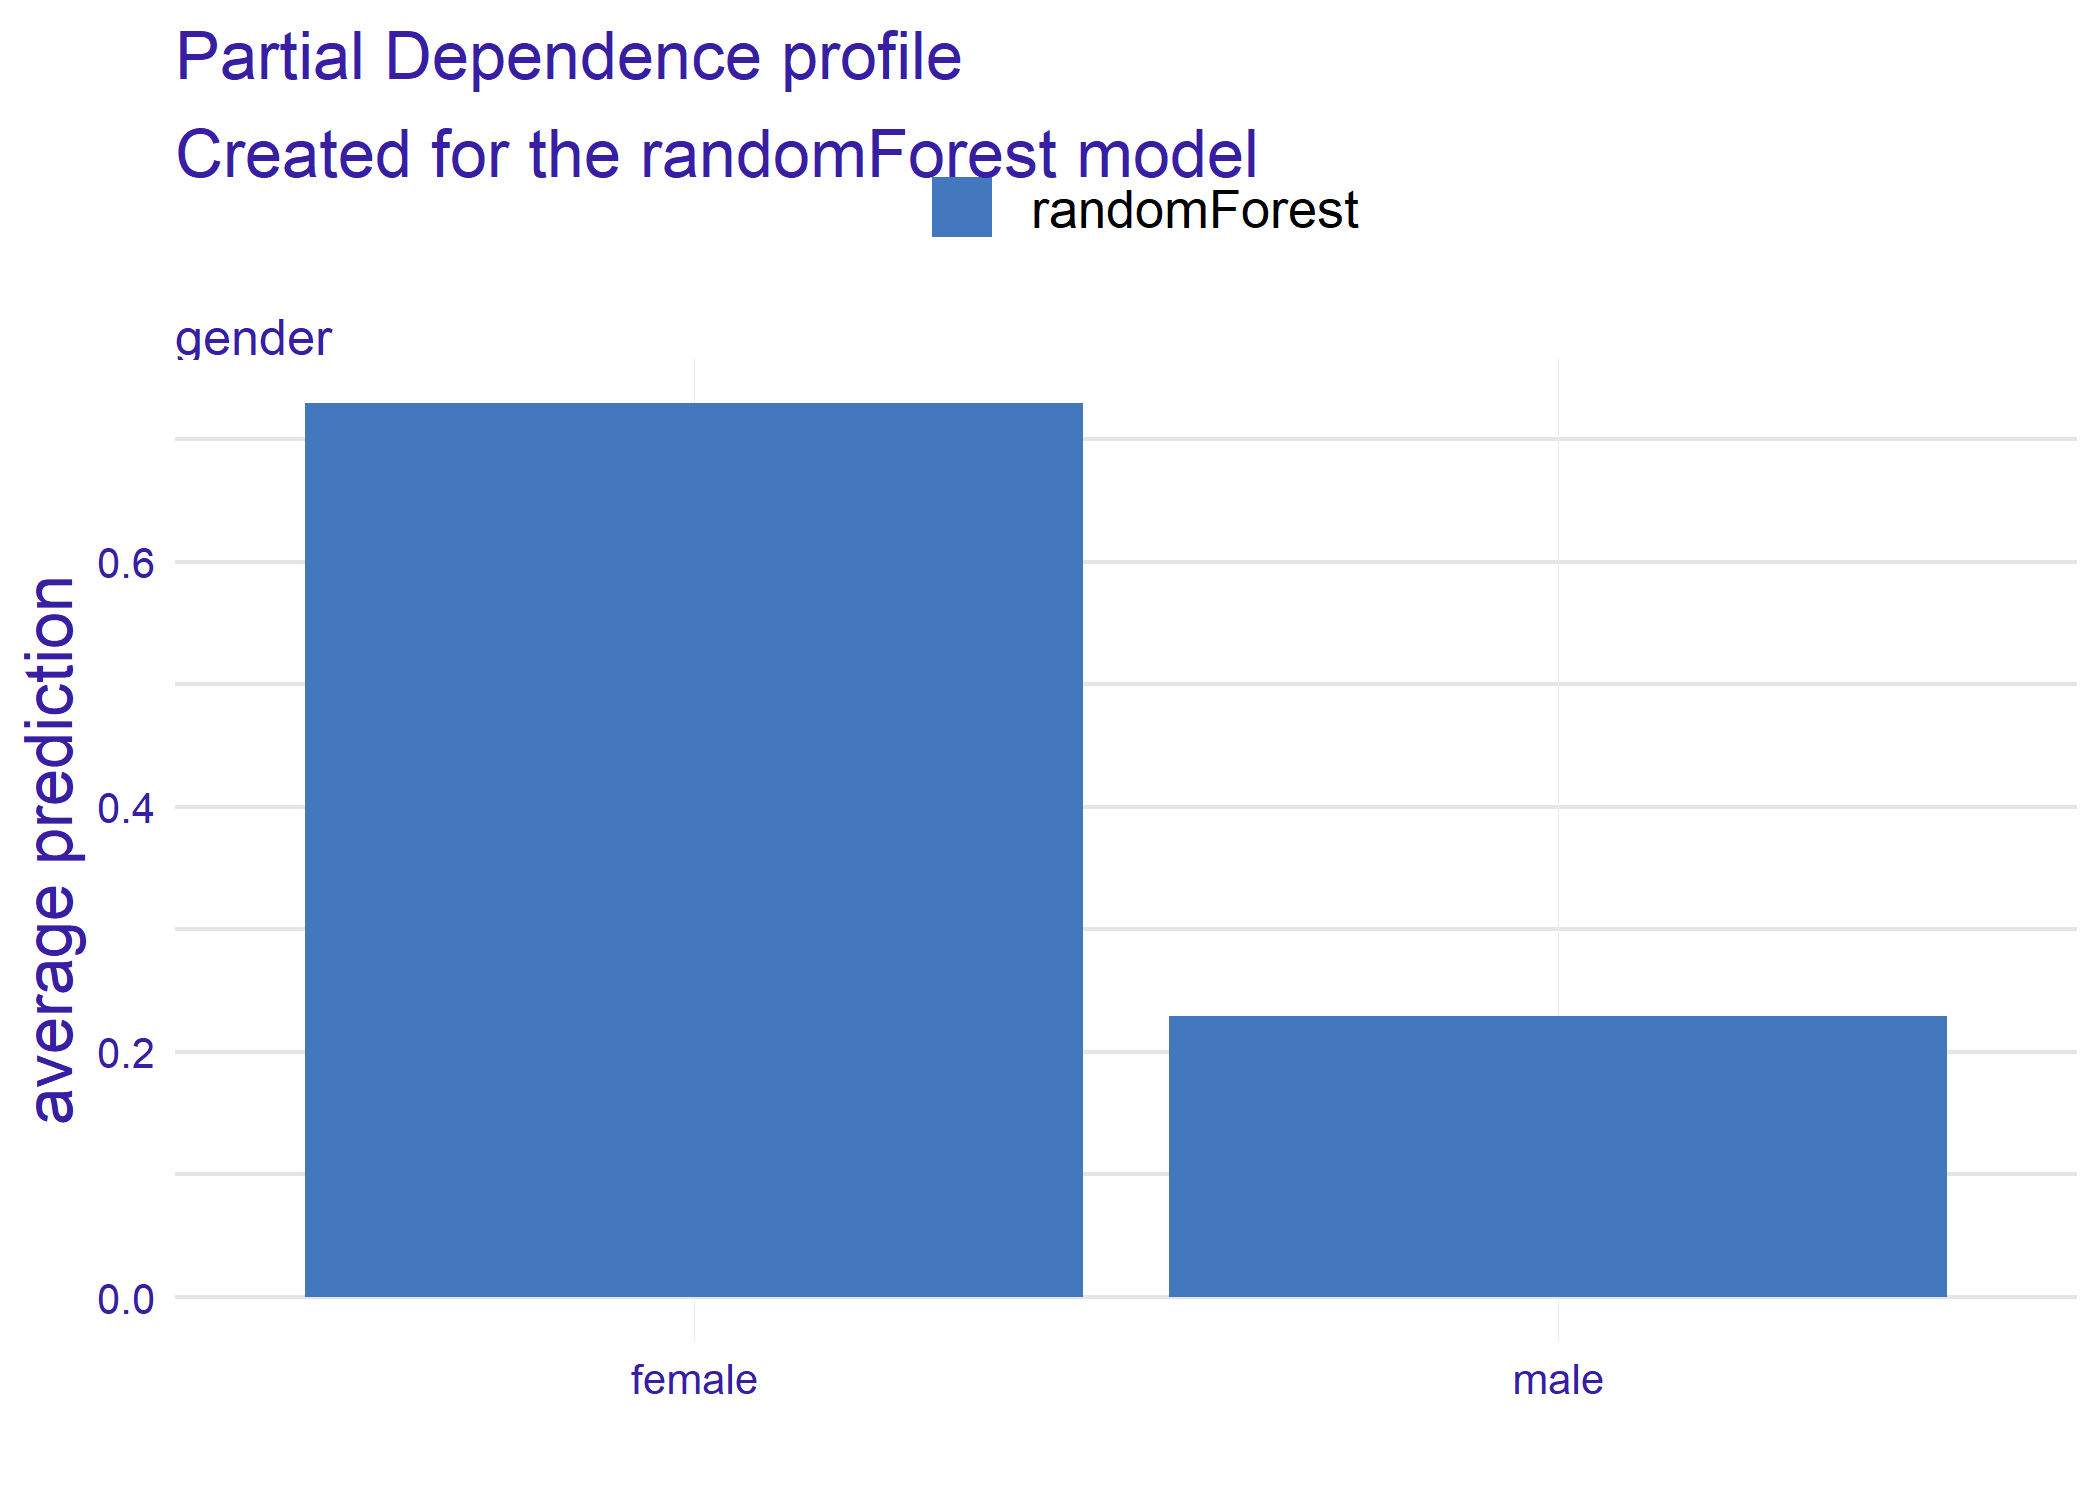 Partial Dependence profile
Created for the randomForest model
randomForest
gender
average prediction
0.6
0.4
0.2
0.0
female
male